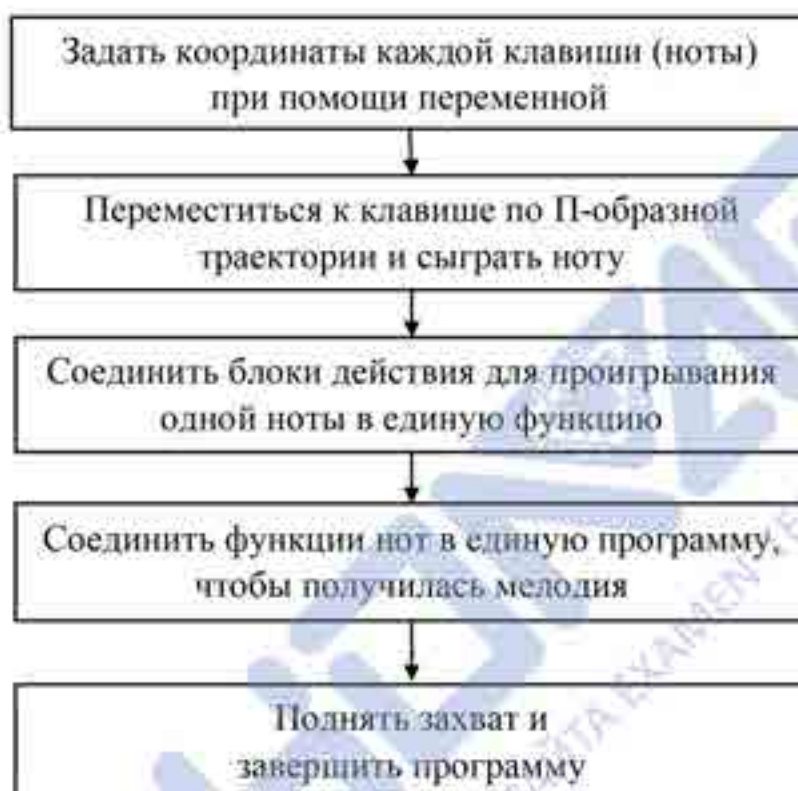 Задать координаты каждой клавиши (ноты)
при помощи переменной
Переместиться к клавише по П-образной
траектории и сыграть ноту
Соединить блоки действия для проигрывания
одной ноты в единую функцию
Соединить функции нот в единую программу,
чтобы получилась мелодия
Поднять захват и
завершить программу
EXAMEN